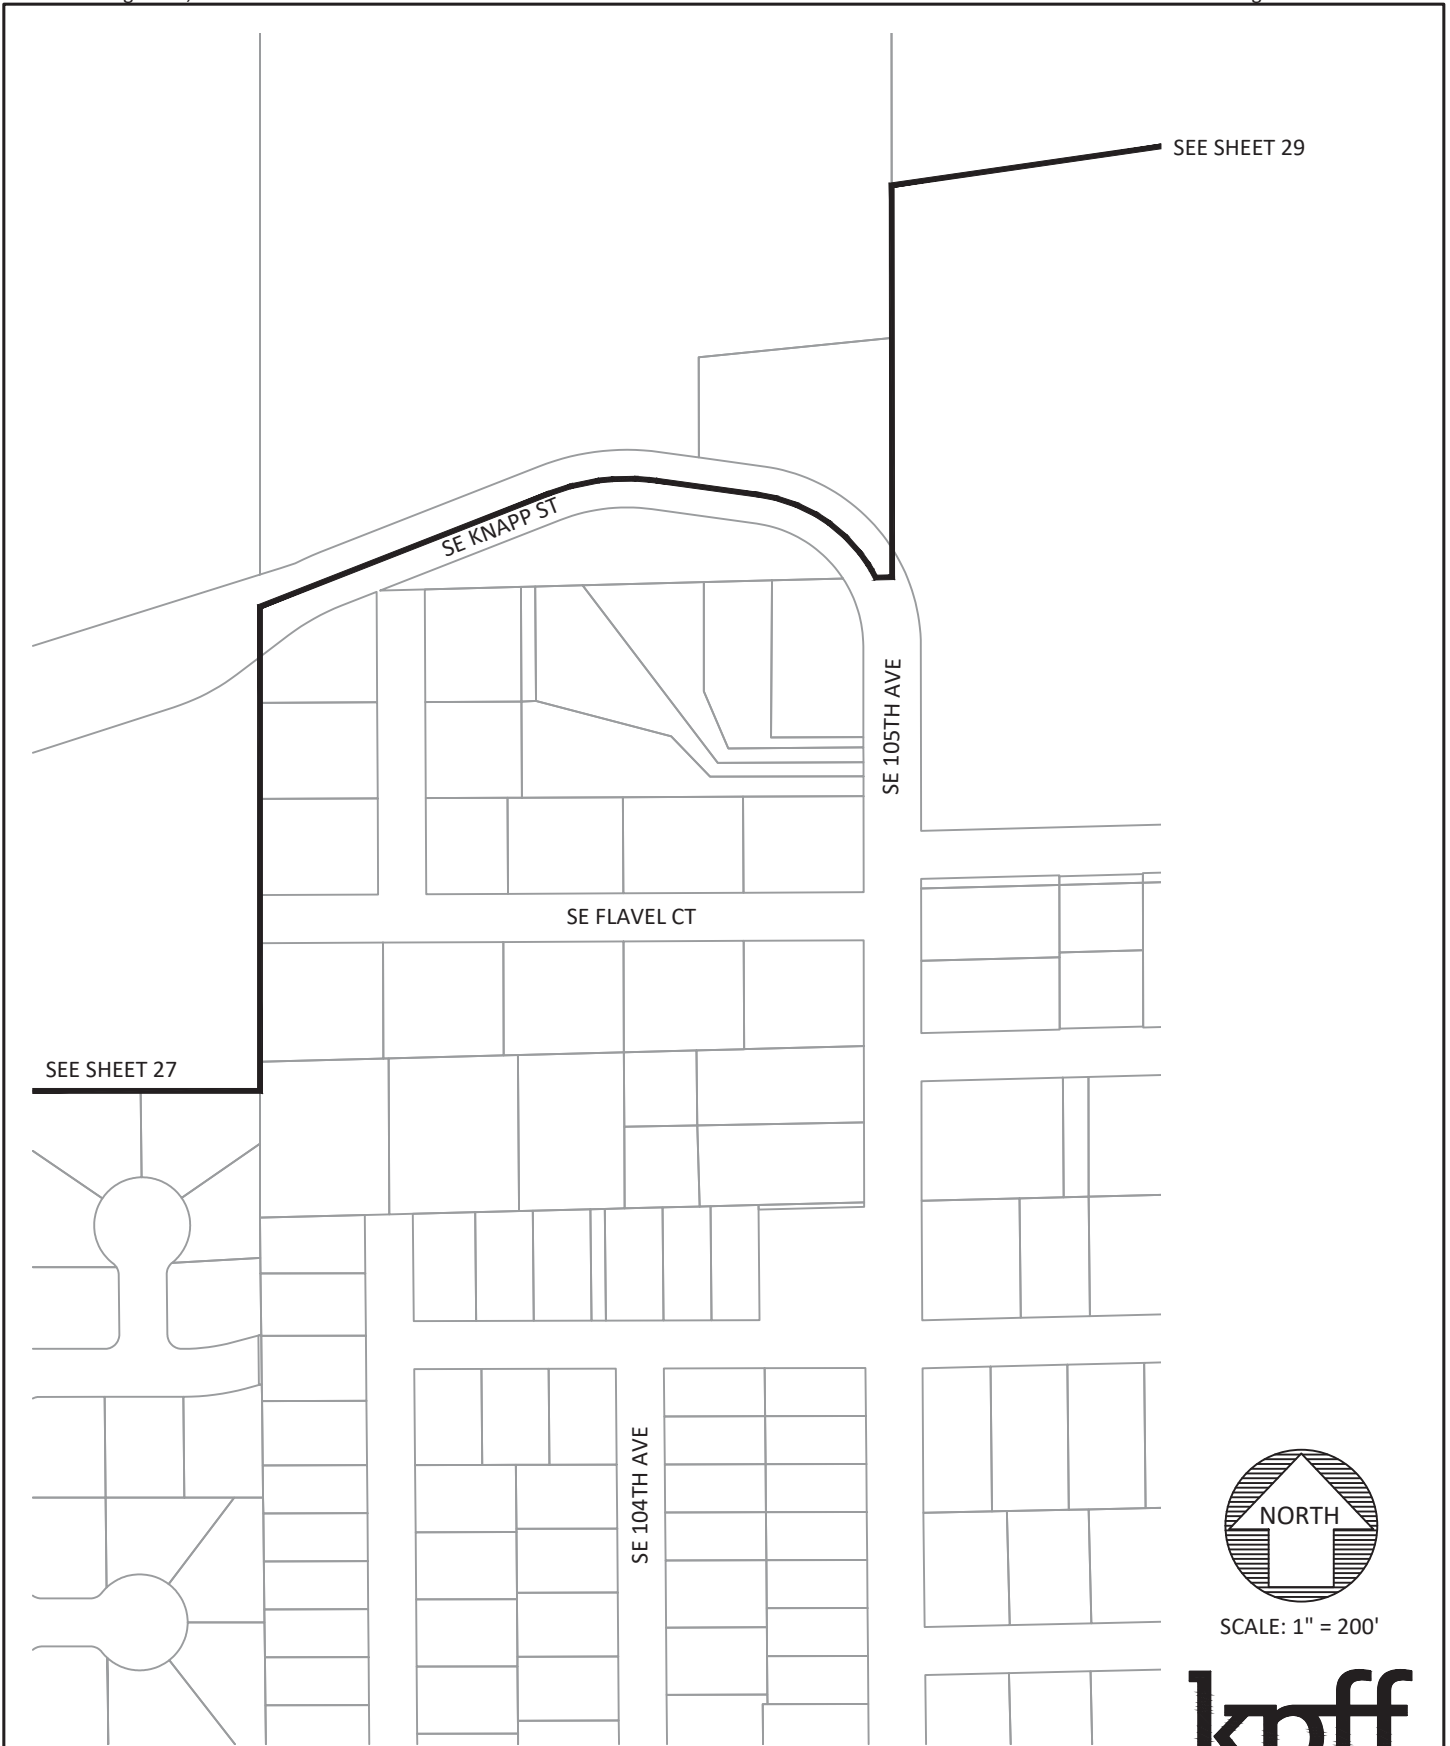 SEE SHEET 29
SE KNAPP ST
SE 105TH AVE
SE FLAVEL CT
SEE SHEET 27
SE 104TH AVE
NORTH
SCALE: 1" = 200'
kpff